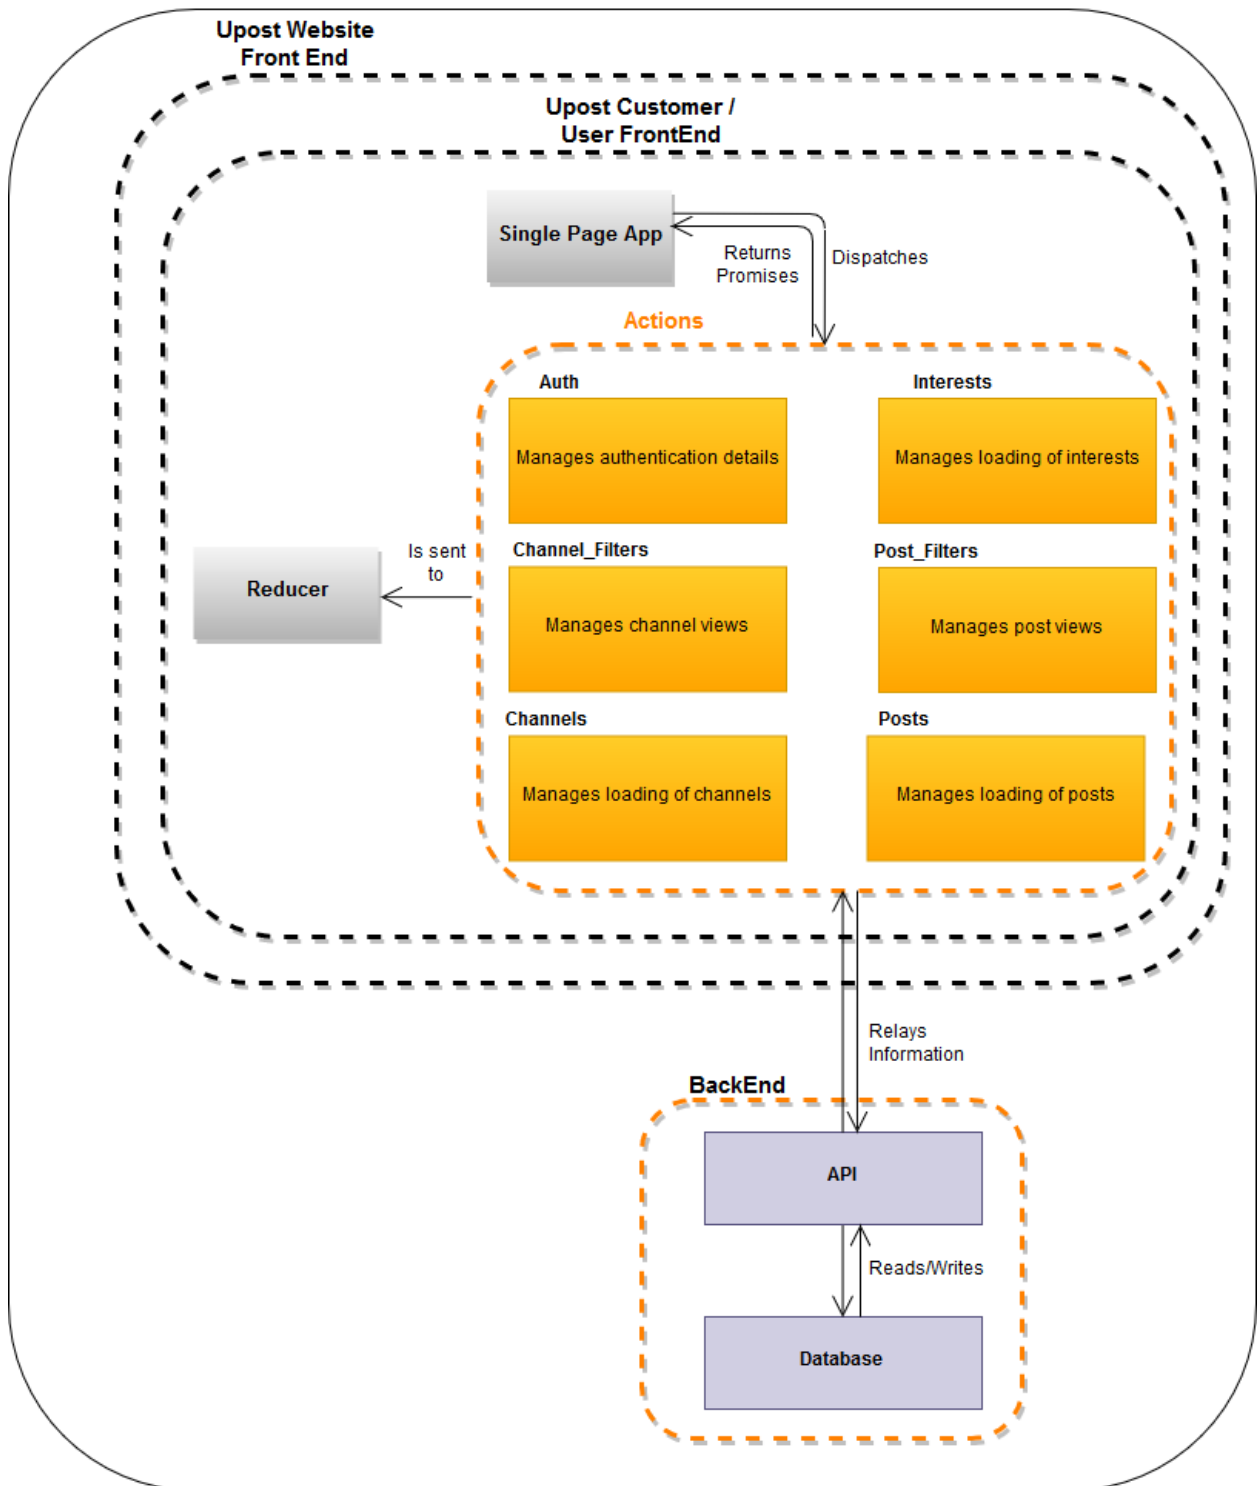 Upost Website
Front End
Upost Customer /
User FrontEnd
Single Page App
Returns
Promises
Dispatches
Actions
Auth
Interests
Manages authentication details
Manages loading of interests
Is sent
to
Reducer
Channel_Filters
Post_Filters
Manages channel views
Manages post views
Channels
Posts
Manages loading of channels
Manages loading of posts
Relays
Information
BackEnd
API
Reads/Writes
Database